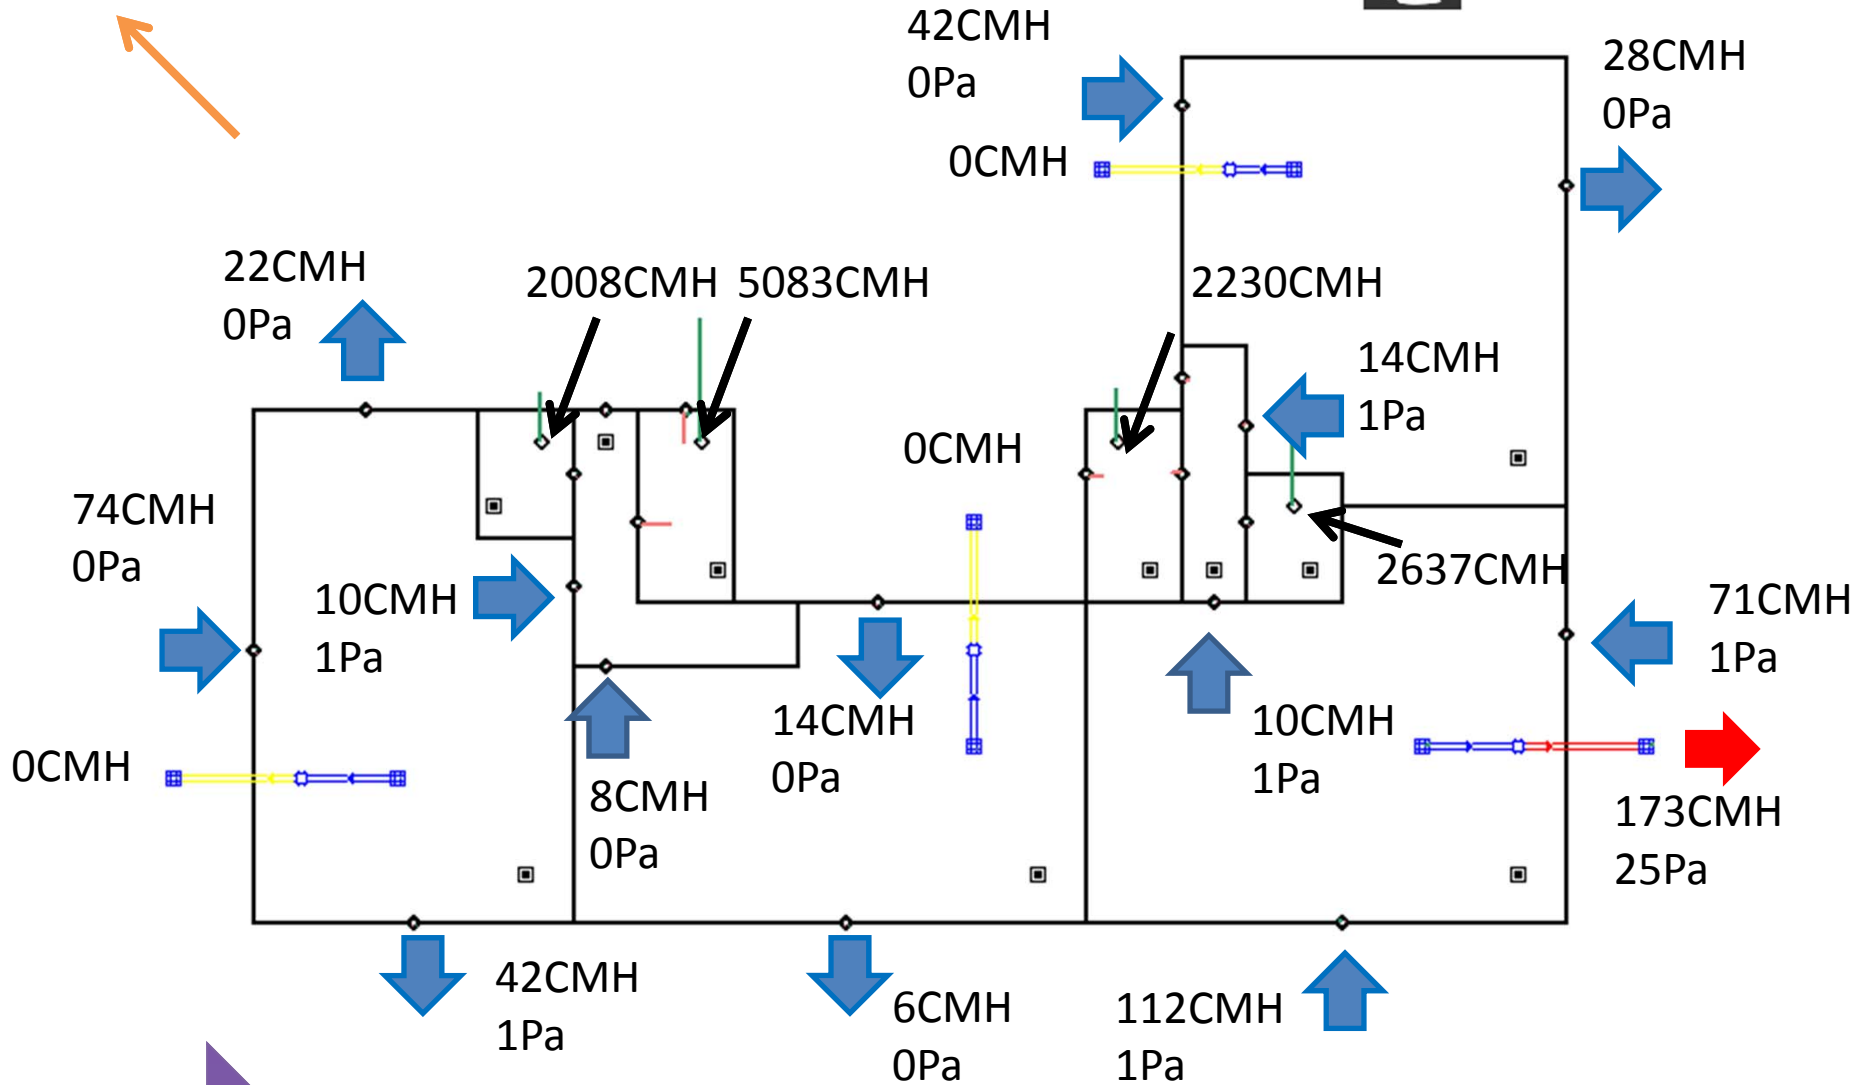 42CMH
0Pa
28CMH
0Pa
0CMH
22CMH
0Pa
2008CMH
5083CMH
2230CMH
14CMH
1Pa
0CMH
74CMH
0Pa
2637CMH
10CMH
1Pa
71CMH
1Pa
14CMH
0Pa
10CMH
1Pa
0CMH
8CMH
0Pa
173CMH
25Pa
42CMH
1Pa
6CMH
0Pa
112CMH
1Pa